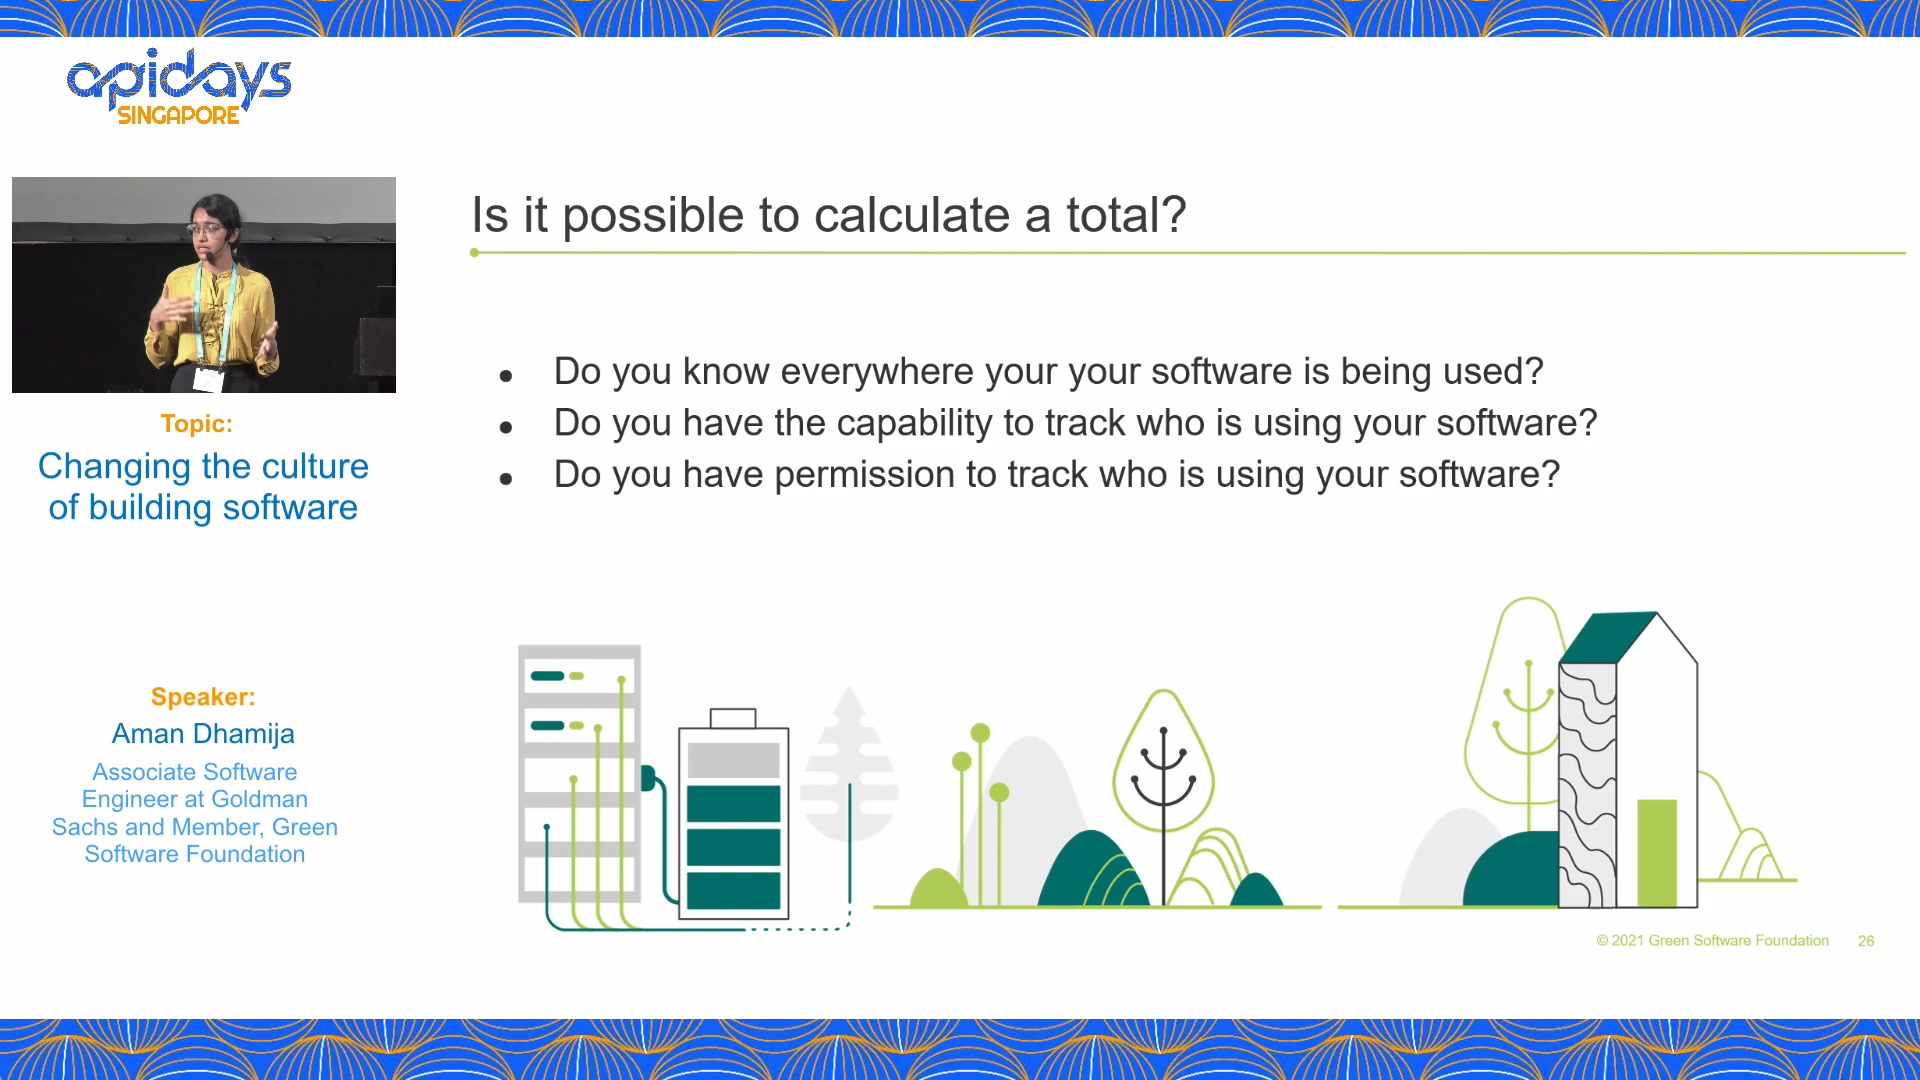 apidays
SINGAPORE
Is it possible to calculate a total?
Do you know everywhere your your software is being used?
Do you have the capability to track who is using your software?
Do you have permission to track who is using your software?
Topic:
Changing the culture
of building software
Speaker:
Aman Dhamija
Associate Software
Engineer at Goldman
Sachs and Member, Green
Software Foundation
© 2021 Green Software Foundation 26